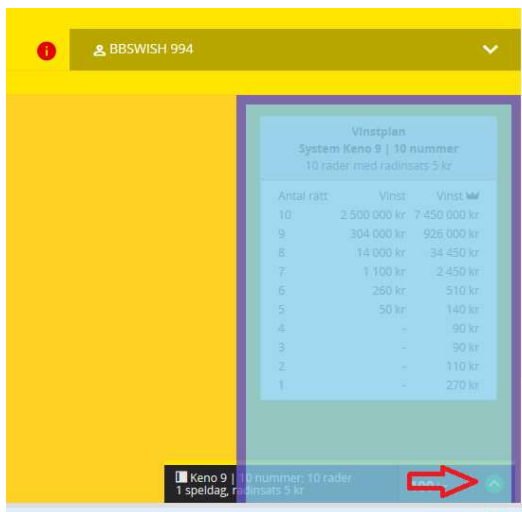 BBSWISH 994
Vinstplan
System Keno 9 | 10 nummer
10 rader med radinsats 5 kr
Antal rätt Vinst Vinst
10 2 500 000 kr 7 450 000 kr
9 304 000 kr 926 000 kr
8 14 000 kr 34 450 kr
7 1 100 kr 2 450 kr
6 260 kr 510 kr
5 50 kr 140 kr
4 - 90 kr
3 - 90 kr
2 - 110 kr
1 - 270 kr
Keno 9 | 10 nummer: 10 rader
1 speldag, radinsats 5 kr